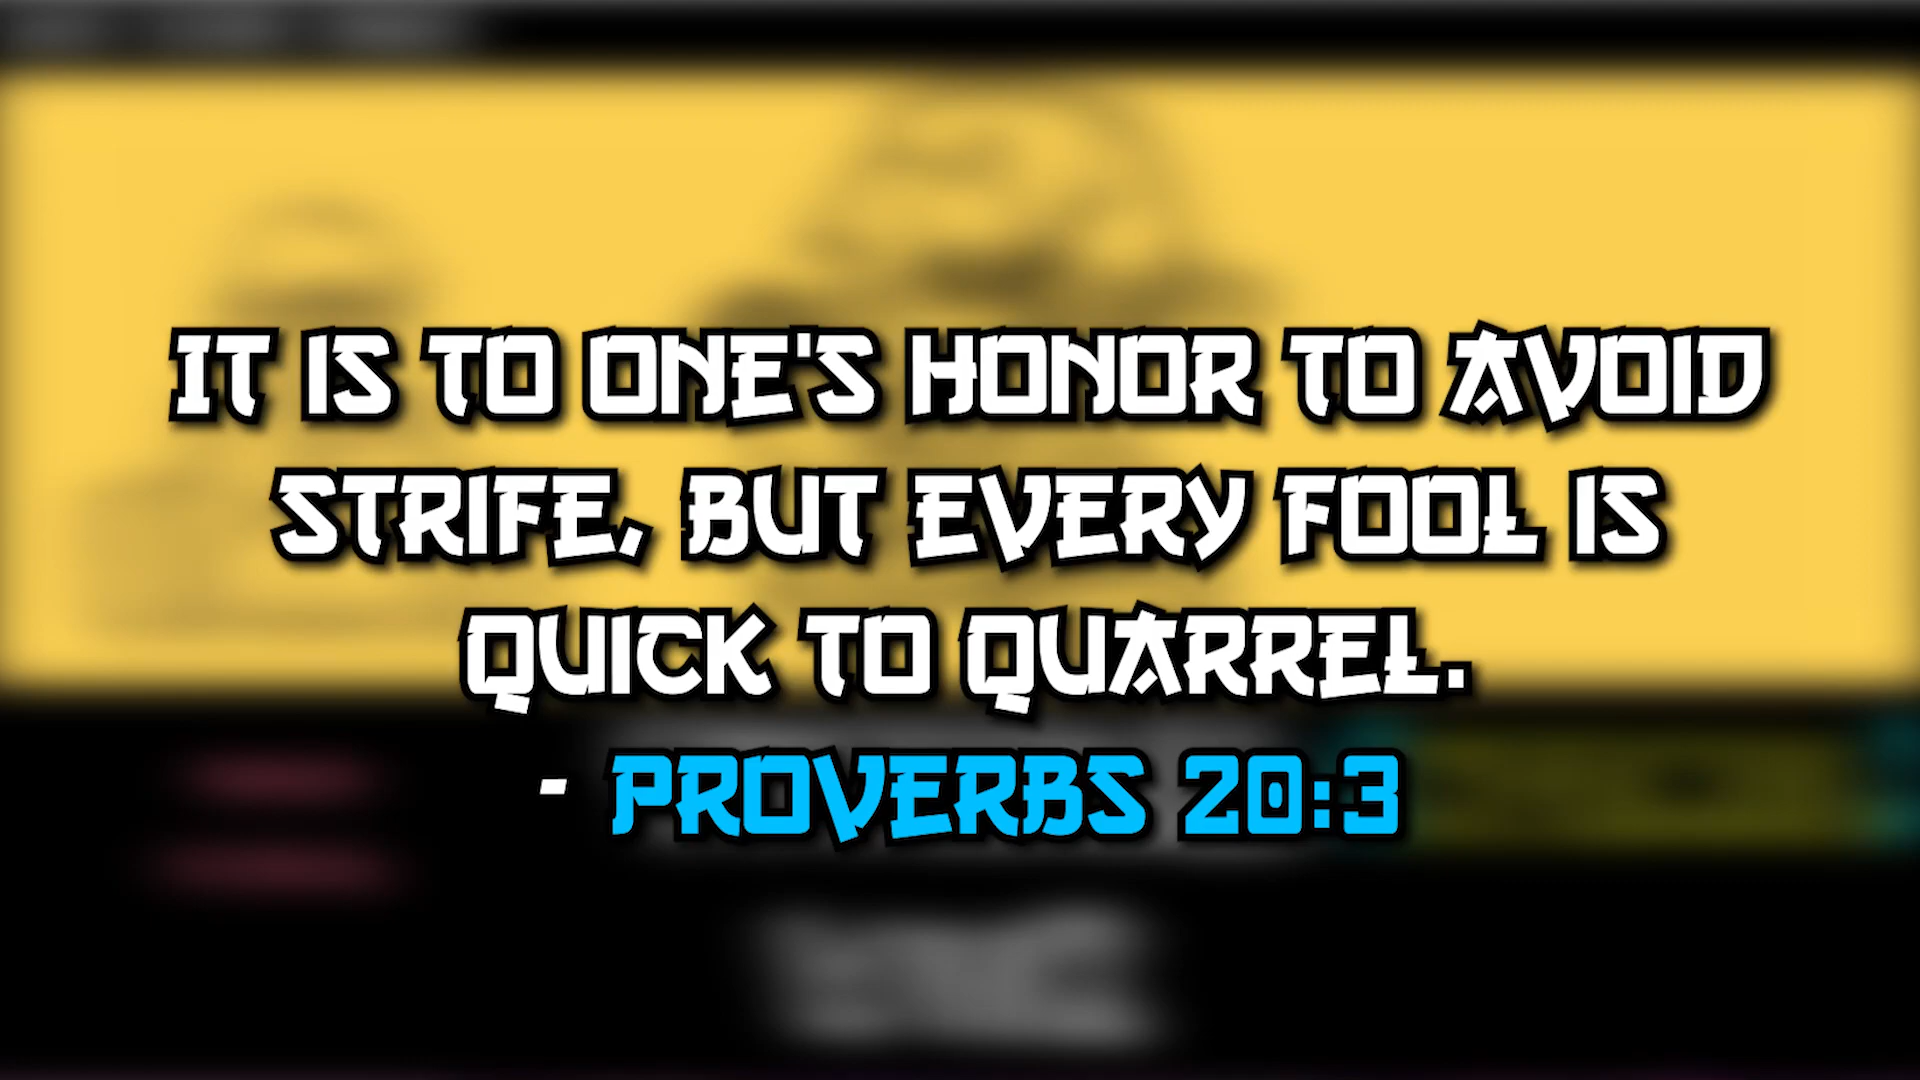 IT IS TO ONE'S HONOR TO AVOID
STRIFE, BUT EVERY FOOL IS
QUICK TO QUARREL.
- PROVERBS 20:3